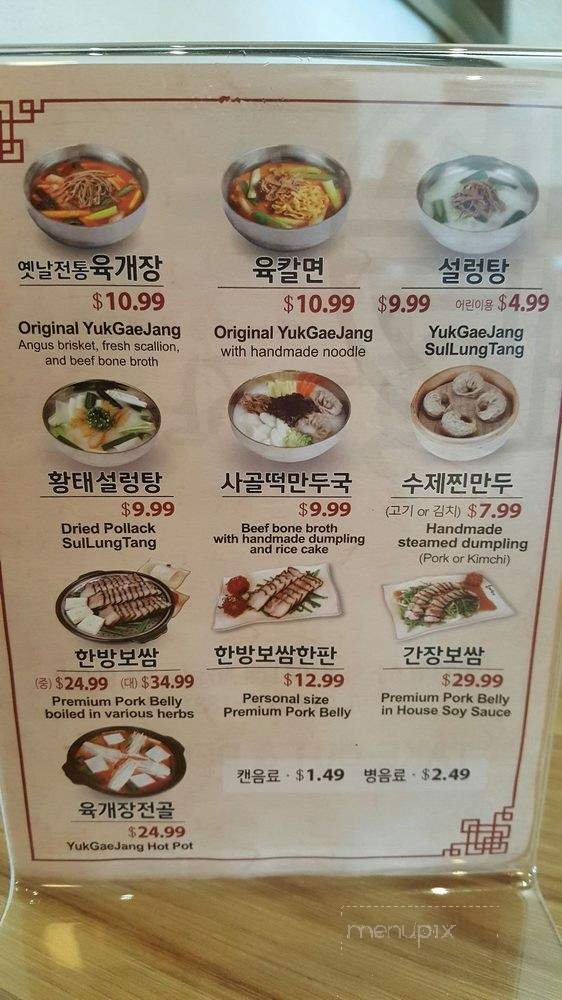 옛날전통육개장
$10.99
Original YukGaeJang
Angus brisket, fresh scallion,
and beef bone broth
육칼면
$10.99
Original YukGaeJang
with handmade noodle
설렁탕
$9.99 어린이용 $4.99
YukGaeJang
SulLungTang
황태설렁탕
$9.99
Dried Pollack
SulLungTang
사골떡만두국
$9.99
Beef bone broth
with handmade dumpling
and rice cake
수제찐만두
(고기 or 김치) $7.99
Handmade
steamed dumpling
(Pork or Kimchi)
한방보쌈
(중) $24.99 (대) $34.99
Premium Pork Belly
boiled in various herbs
한방보쌈한판
$12.99
Personal size
Premium Pork Belly
간장보쌈
$29.99
Premium Pork Belly
in House Soy Sauce
육개장전골
$24.99
YukGaeJang Hot Pot
캔음료 · $1.49 병음료 · $2.49
menupix